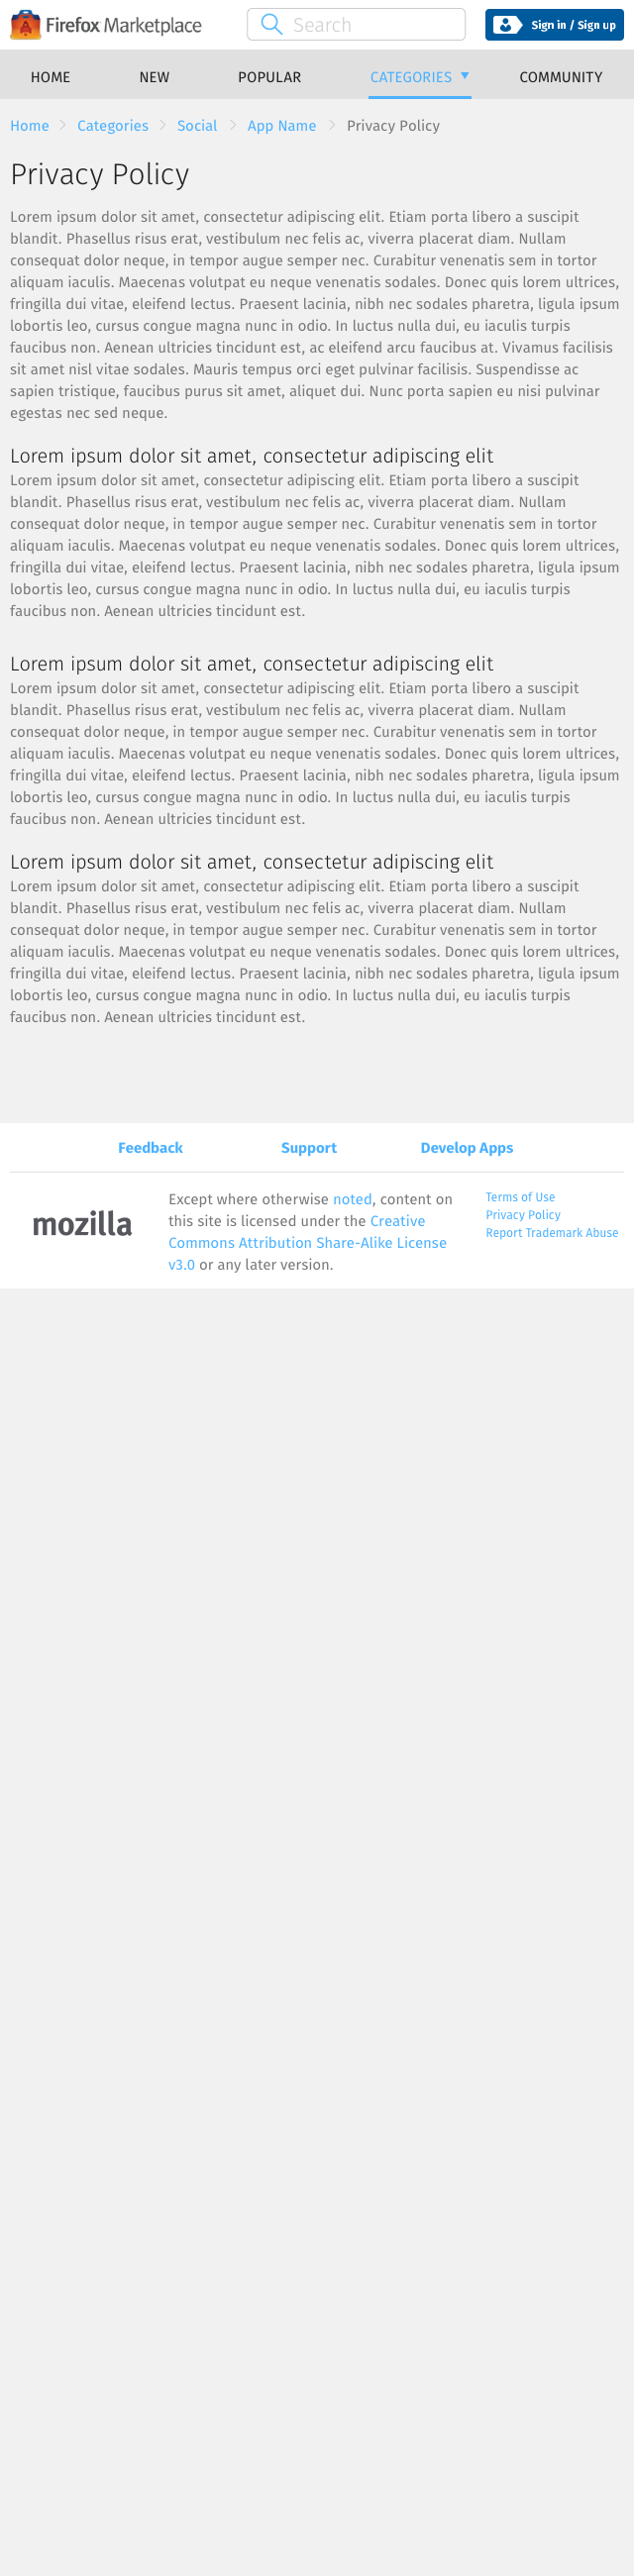 Firefox Marketplace
Search
Sign in / Sign up
HOME NEW POPULAR CATEGORIES COMMUNITY
Home Categories Social App Name Privacy Policy
Privacy Policy
Lorem ipsum dolor sit amet, consectetur adipiscing elit. Etiam porta libero a suscipit
blandit. Phasellus risus erat, vestibulum nec felis ac, viverra placerat diam. Nullam
consequat dolor neque, in tempor augue semper nec. Curabitur venenatis sem in tortor
aliquam iaculis. Maecenas volutpat eu neque venenatis sodales. Donec quis lorem ultrices,
fringilla dui vitae, eleifend lectus. Praesent lacinia, nibh nec sodales pharetra, ligula ipsum
lobortis leo, cursus congue magna nunc in odio. In luctus nulla dui, eu iaculis turpis
faucibus non. Aenean ultricies tincidunt est, ac eleifend arcu faucibus at. Vivamus facilisis
sit amet nisl vitae sodales. Mauris tempus orci eget pulvinar facilisis. Suspendisse ac
sapien tristique, faucibus purus sit amet, aliquet dui. Nunc porta sapien eu nisi pulvinar
egestas nec sed neque.
Lorem ipsum dolor sit amet, consectetur adipiscing elit
Lorem ipsum dolor sit amet, consectetur adipiscing elit. Etiam porta libero a suscipit
blandit. Phasellus risus erat, vestibulum nec felis ac, viverra placerat diam. Nullam
consequat dolor neque, in tempor augue semper nec. Curabitur venenatis sem in tortor
aliquam iaculis. Maecenas volutpat eu neque venenatis sodales. Donec quis lorem ultrices,
fringilla dui vitae, eleifend lectus. Praesent lacinia, nibh nec sodales pharetra, ligula ipsum
lobortis leo, cursus congue magna nunc in odio. In luctus nulla dui, eu iaculis turpis
faucibus non. Aenean ultricies tincidunt est.
Lorem ipsum dolor sit amet, consectetur adipiscing elit
Lorem ipsum dolor sit amet, consectetur adipiscing elit. Etiam porta libero a suscipit
blandit. Phasellus risus erat, vestibulum nec felis ac, viverra placerat diam. Nullam
consequat dolor neque, in tempor augue semper nec. Curabitur venenatis sem in tortor
aliquam iaculis. Maecenas volutpat eu neque venenatis sodales. Donec quis lorem ultrices,
fringilla dui vitae, eleifend lectus. Praesent lacinia, nibh nec sodales pharetra, ligula ipsum
lobortis leo, cursus congue magna nunc in odio. In luctus nulla dui, eu iaculis turpis
faucibus non. Aenean ultricies tincidunt est.
Lorem ipsum dolor sit amet, consectetur adipiscing elit
Lorem ipsum dolor sit amet, consectetur adipiscing elit. Etiam porta libero a suscipit
blandit. Phasellus risus erat, vestibulum nec felis ac, viverra placerat diam. Nullam
consequat dolor neque, in tempor augue semper nec. Curabitur venenatis sem in tortor
aliquam iaculis. Maecenas volutpat eu neque venenatis sodales. Donec quis lorem ultrices,
fringilla dui vitae, eleifend lectus. Praesent lacinia, nibh nec sodales pharetra, ligula ipsum
lobortis leo, cursus congue magna nunc in odio. In luctus nulla dui, eu iaculis turpis
faucibus non. Aenean ultricies tincidunt est.
Feedback Support Develop Apps
mozilla
Except where otherwise noted, content on
this site is licensed under the Creative
Commons Attribution Share-Alike License
v3.0 or any later version.
Terms of Use
Privacy Policy
Report Trademark Abuse